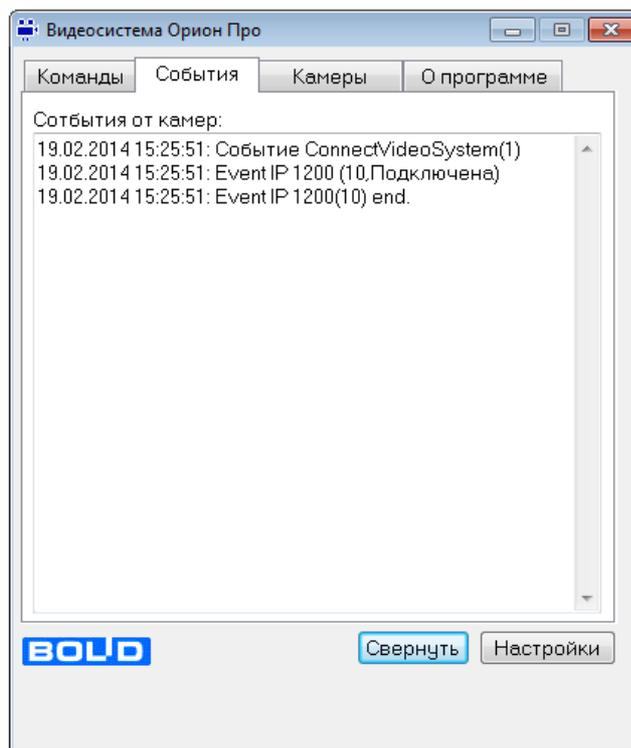 Видеосистема Орион Про
Команды События Камеры О программе
Сотбытия от камер:
19.02.2014 15:25:51: Событие ConnectVideoSystem(1)
19.02.2014 15:25:51: Event IP 1200 (10,Подключена)
19.02.2014 15:25:51: Event IP 1200(10) end.
BOLID Свернуть Настройки